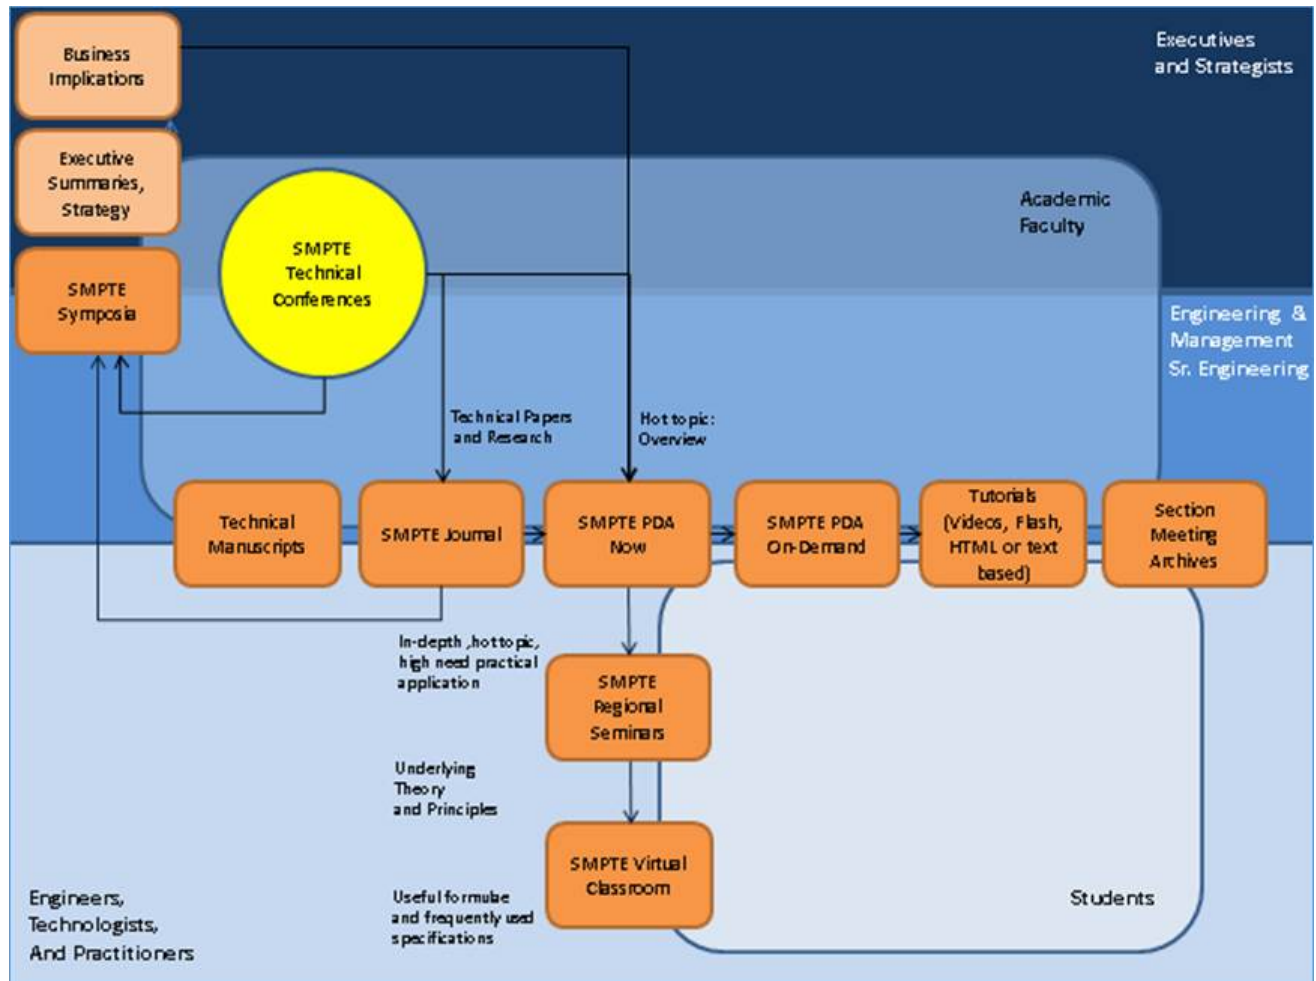 Business
Implications
Executives
and Strategists
Executive
Summaries,
Strategy
Academic
Faculty
SMPTE
Technical
Conferences
SMPTE
Symposia
Engineering &
Management
Sr. Engineering
Technical Papers
and Research
Hot topic:
Overview
Technical
Manuscripts
SMPTE Journal
SMPTE PDA
Now
SMPTE PDA
On-Demand
Tutorials
(Videos, Flash,
HTML or text
based)
Section
Meeting
Archives
In-depth ,hot topic,
high need practical
application
SMPTE
Regional
Seminars
Underlying
Theory
and Principles
SMPTE Virtual
Classroom
Useful formulae
and frequently used
specifications
Students
Engineers,
Technologists,
And Practitioners